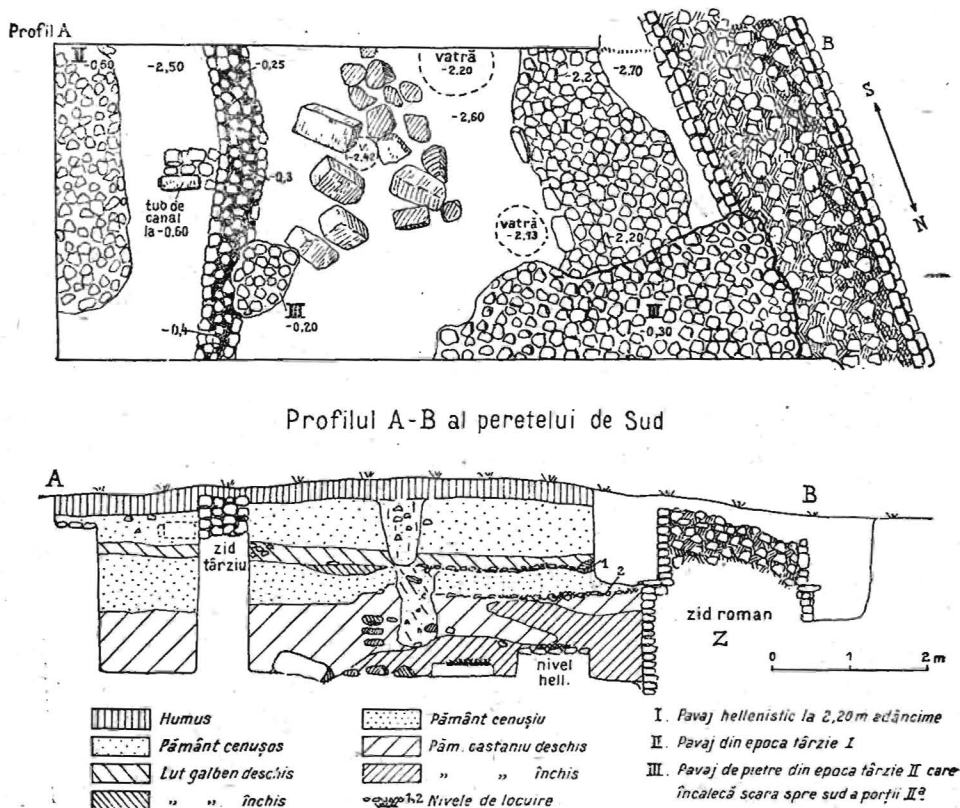 Profil A
II
-0,60
-2,50
-0,25
vatră
-2,20
-2,2
-2,70
B
S
N
-2,60
I
V.
-2,42
-0,3
tub de
canal
la -0.60
vatră
-2,13
-2,20
III
-0,20
III
-0,30
-0,4
Profilul A-B al peretelui de Sud
A
B
zid
târziu
1
2
zid roman
Z
nivel
hell.
0 1 2 m
Humus
Pământ cenușos
Lut galben deschis
„ „ închis
Pământ cenușiu
Păm. castaniu deschis
„ „ închis
1,2 Nivele de locuire
I. Pavaj hellenistic la 2,20 m adâncime
II. Pavaj din epoca târzie I
III. Pavaj de pietre din epoca târzie II care
încalecă scara spre sud a porții IIª